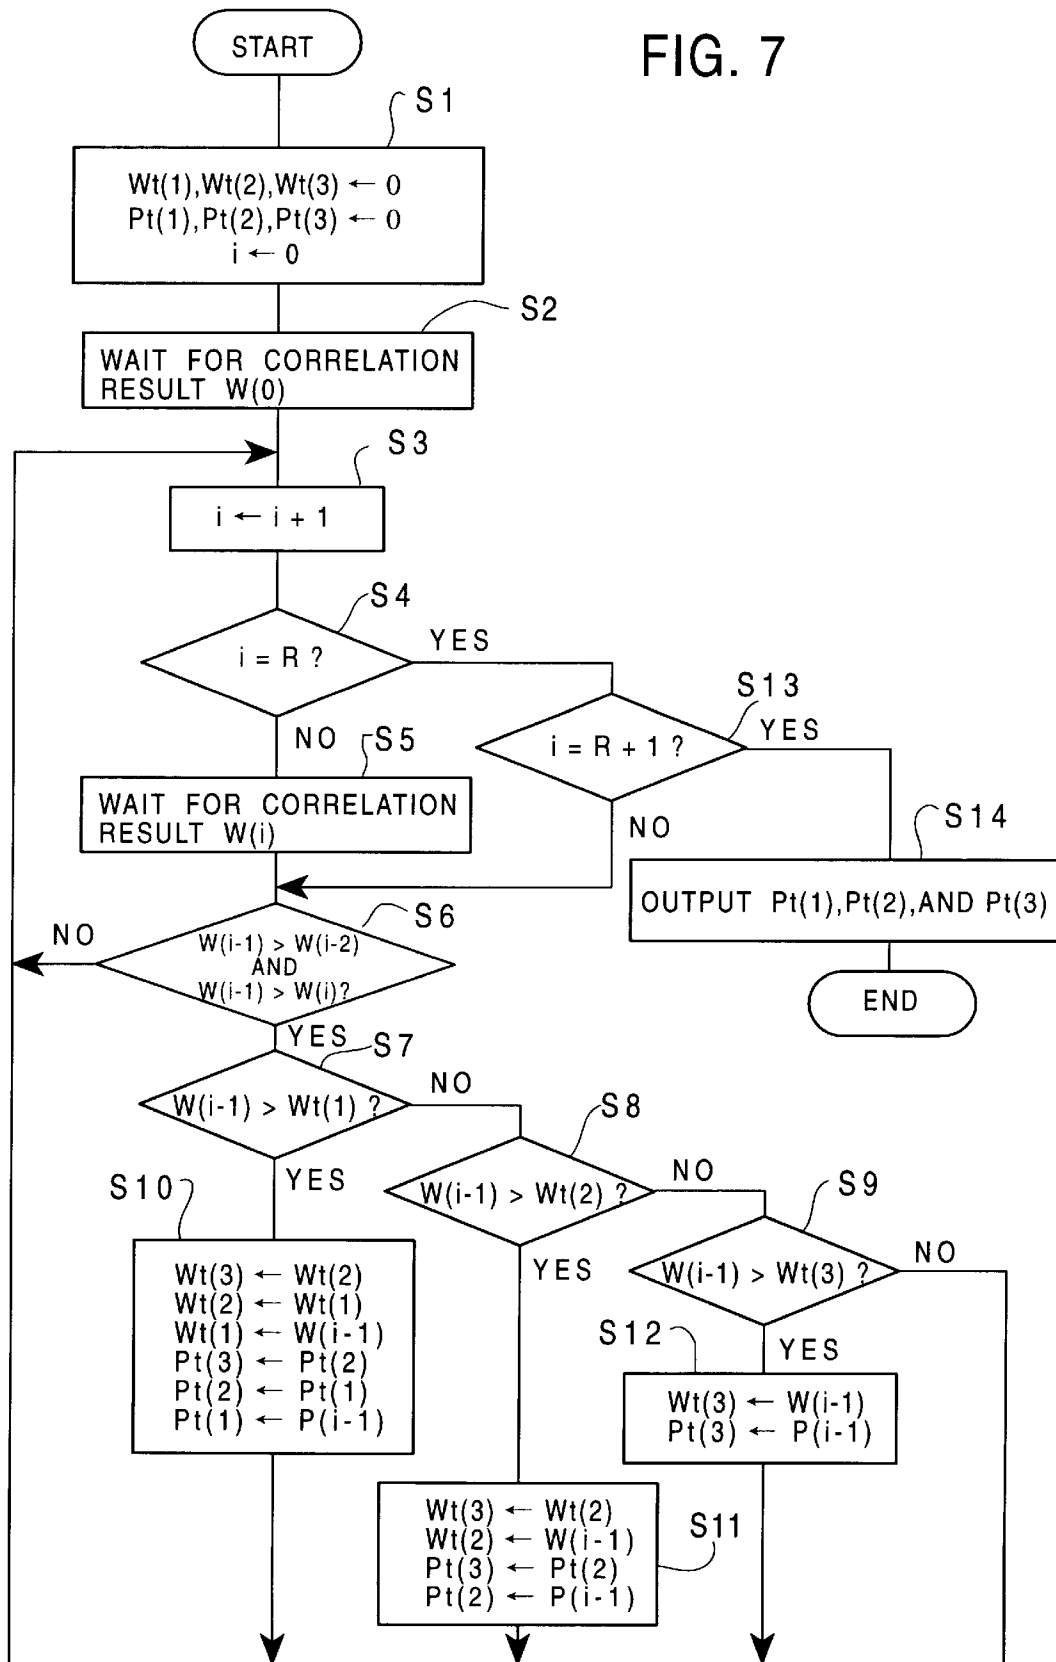 START
FIG. 7
S1
Wt(1),Wt(2),Wt(3) ← 0
Pt(1),Pt(2),Pt(3) ← 0
i ← 0
S2
WAIT FOR CORRELATION
RESULT W(0)
S3
i ← i + 1
S4
i = R ?
YES
NO
S13
i = R + 1 ?
YES
NO
S5
WAIT FOR CORRELATION
RESULT W(i)
S14
OUTPUT Pt(1),Pt(2),AND Pt(3)
END
S6
NO
W(i-1) > W(i-2)
AND
W(i-1) > W(i)?
YES
S7
W(i-1) > Wt(1) ?
NO
YES
S8
W(i-1) > Wt(2) ?
NO
YES
S9
W(i-1) > Wt(3) ?
NO
YES
S10
Wt(3) ← Wt(2)
Wt(2) ← Wt(1)
Wt(1) ← W(i-1)
Pt(3) ← Pt(2)
Pt(2) ← Pt(1)
Pt(1) ← P(i-1)
S12
Wt(3) ← W(i-1)
Pt(3) ← P(i-1)
S11
Wt(3) ← Wt(2)
Wt(2) ← W(i-1)
Pt(3) ← Pt(2)
Pt(2) ← P(i-1)